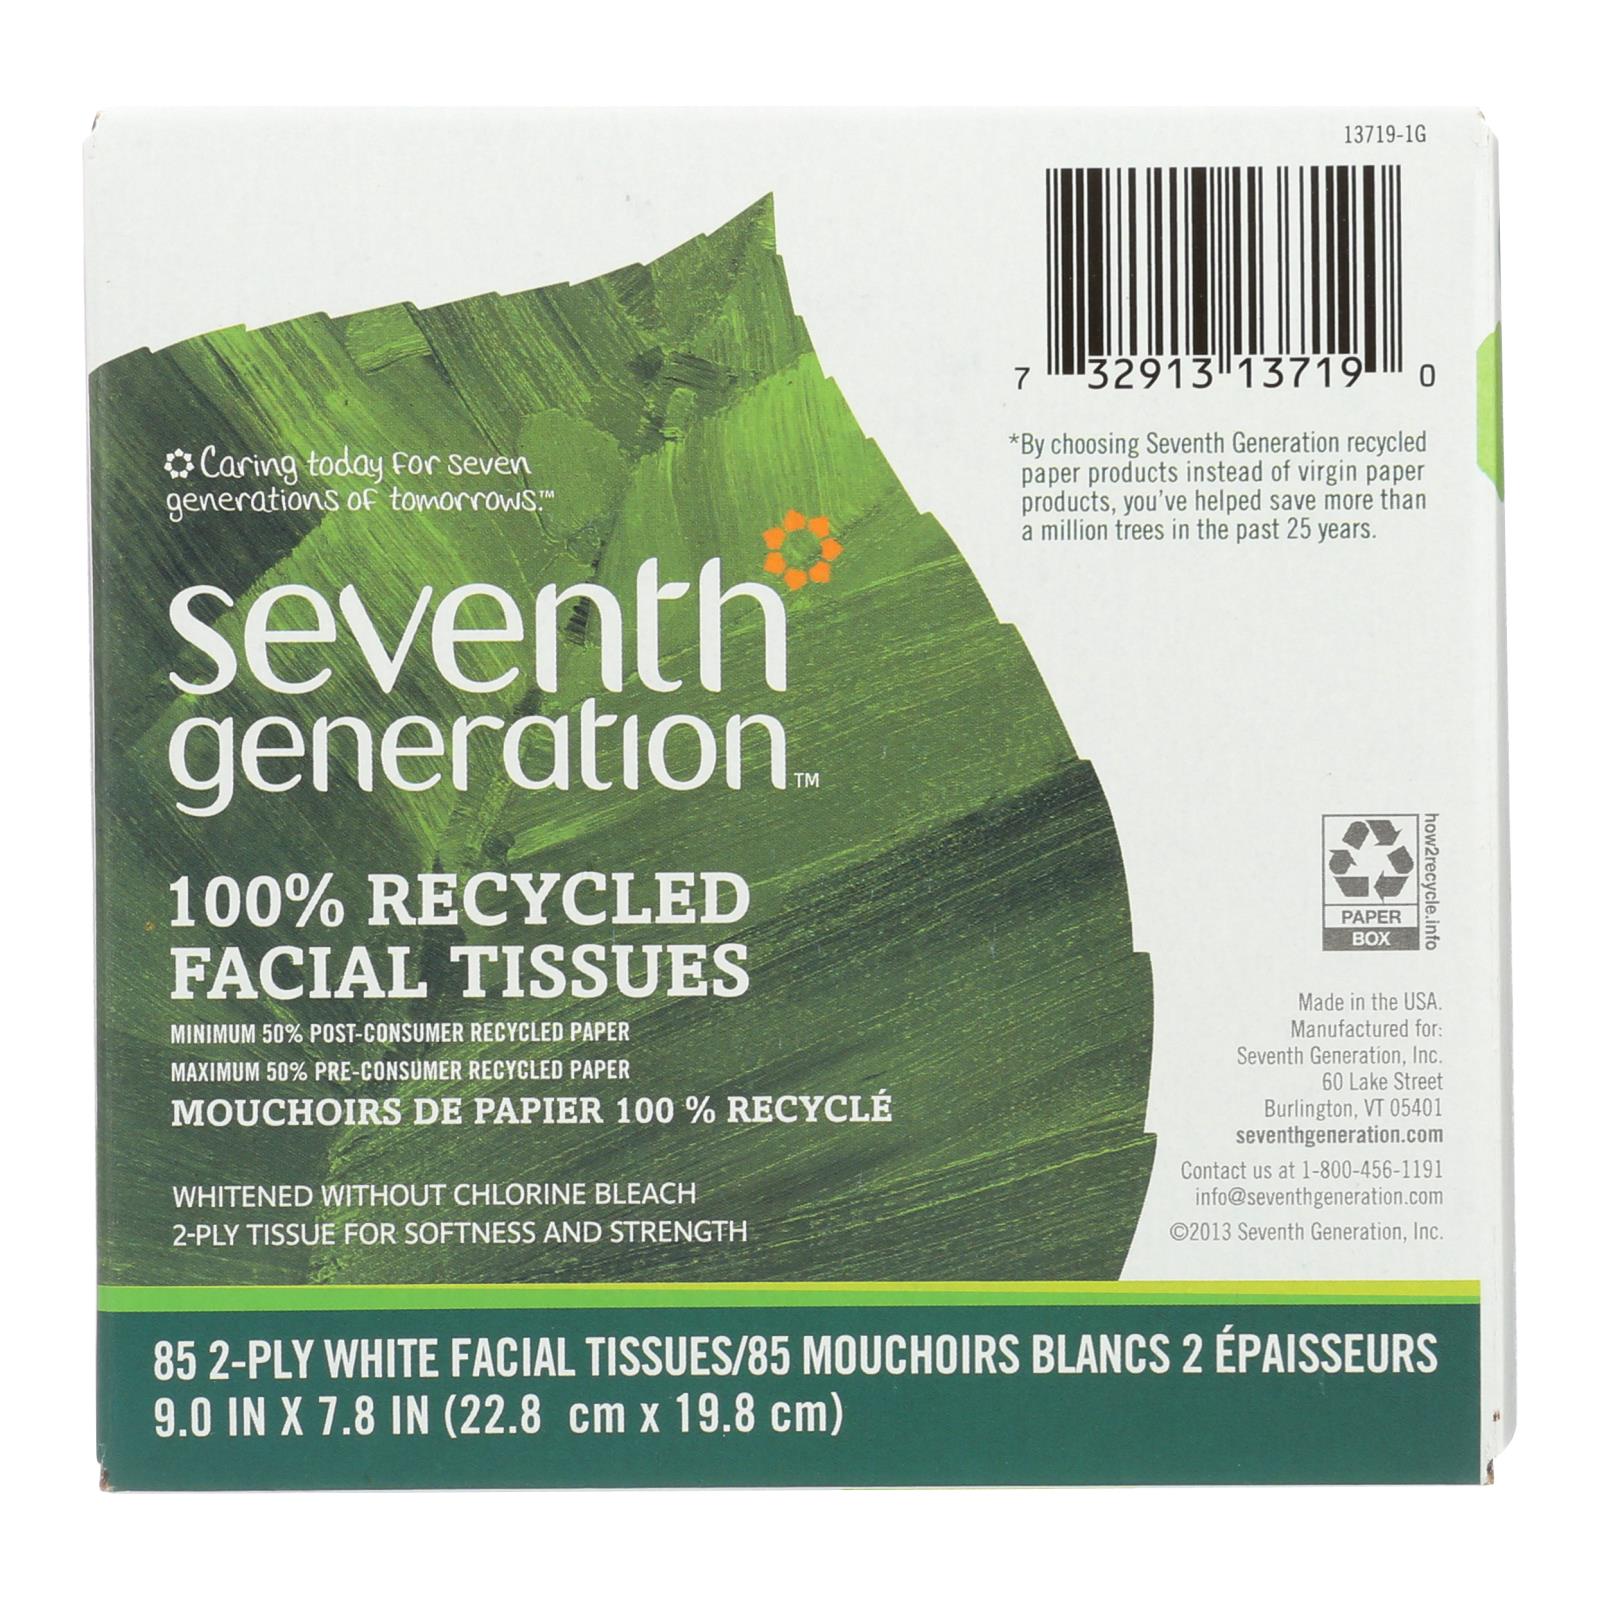 13719-1G
7 32913 13719 0
*By choosing Seventh Generation recycled
paper products instead of virgin paper
products, you've helped save more than
a million trees in the past 25 years.
Caring today for seven
generations of tomorrows.™
seventh
generation™
100% RECYCLED
FACIAL TISSUES
MINIMUM 50% POST-CONSUMER RECYCLED PAPER
MAXIMUM 50% PRE-CONSUMER RECYCLED PAPER
MOUCHOIRS DE PAPIER 100 % RECYCLÉ
WHITENED WITHOUT CHLORINE BLEACH
2-PLY TISSUE FOR SOFTNESS AND STRENGTH
how2recycle.info
PAPER
BOX
Made in the USA.
Manufactured for:
Seventh Generation, Inc.
60 Lake Street
Burlington, VT 05401
seventhgeneration.com
Contact us at 1-800-456-1191
info@seventhgeneration.com
©2013 Seventh Generation, Inc.
85 2-PLY WHITE FACIAL TISSUES/85 MOUCHOIRS BLANCS 2 ÉPAISSEURS
9.0 IN X 7.8 IN (22.8 cm x 19.8 cm)